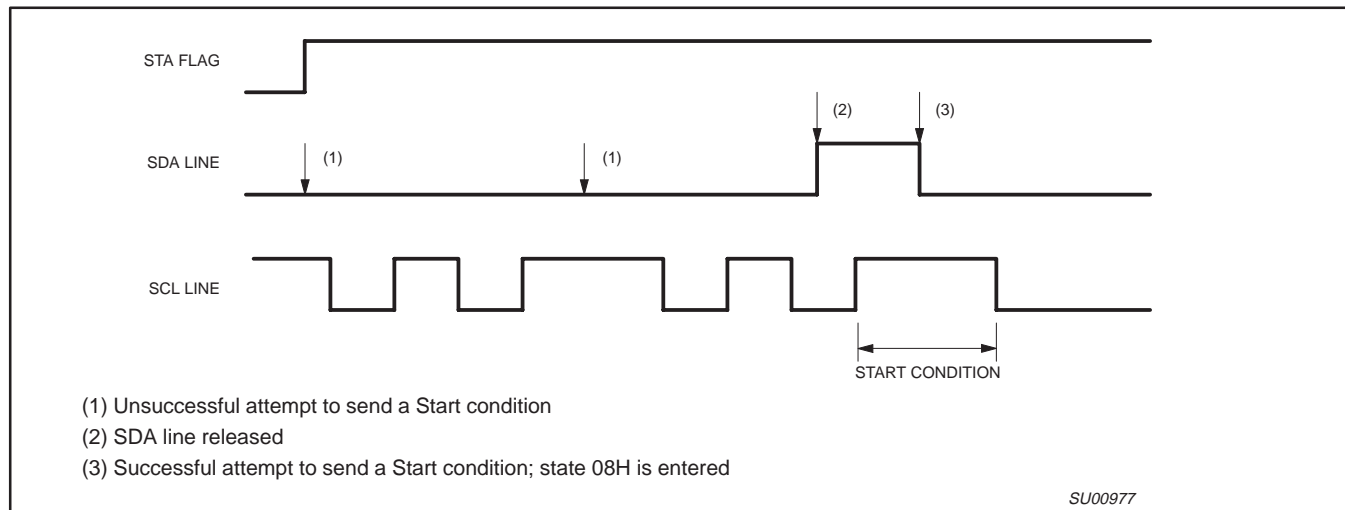 STA FLAG
(2) (3)
SDA LINE (1) (1)
SCL LINE
START CONDITION
(1) Unsuccessful attempt to send a Start condition
(2) SDA line released
(3) Successful attempt to send a Start condition; state 08H is entered
SU00977